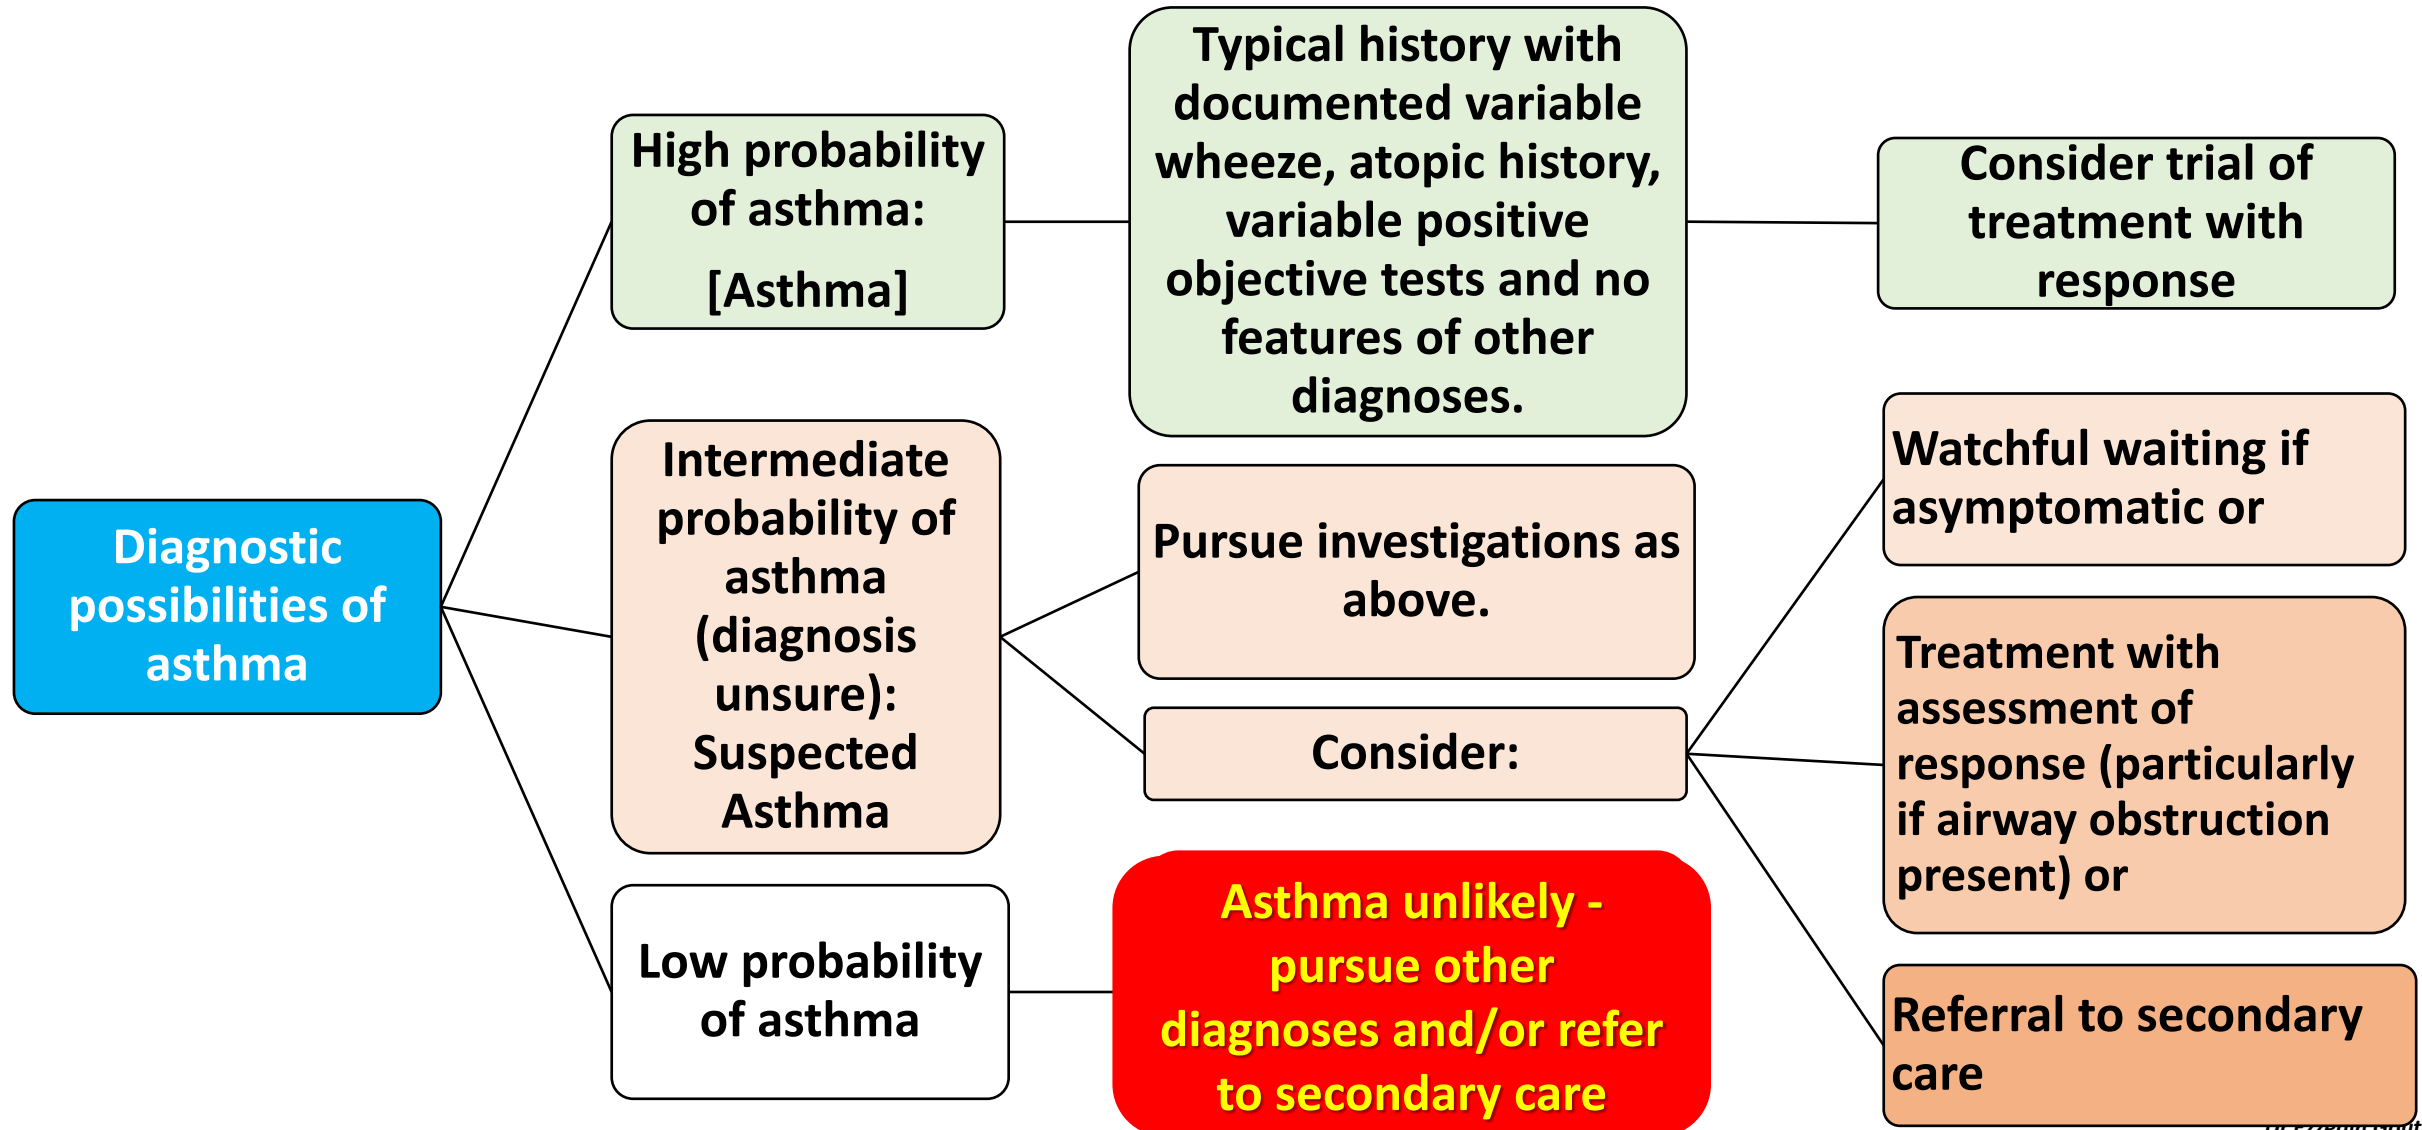 Diagnostic
possibilities of
asthma
High probability
of asthma:
[Asthma]
Typical history with
documented variable
wheeze, atopic history,
variable positive
objective tests and no
features of other
diagnoses.
Consider trial of
treatment with
response
Intermediate
probability of
asthma
(diagnosis
unsure):
Suspected
Asthma
Pursue investigations as
above.
Consider:
Watchful waiting if
asymptomatic or
Treatment with
assessment of
response (particularly
if airway obstruction
present) or
Referral to secondary
care
Low probability
of asthma
Asthma unlikely -
pursue other
diagnoses and/or refer
to secondary care